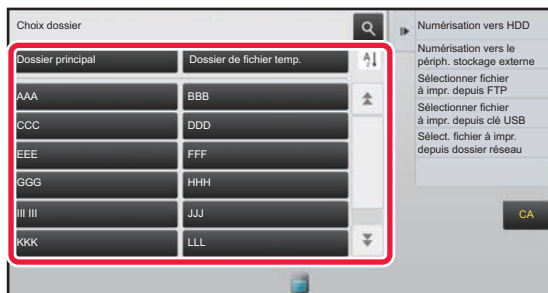 Choix dossier
Dossier principal
Dossier de fichier temp.
AAA
BBB
CCC
DDD
EEE
FFF
GGG
HHH
III III
JJJ
KKK
LLL
Numérisation vers HDD
Numérisation vers le
périph. stockage externe
Sélectionner fichier
à impr. depuis FTP
Sélectionner fichier
à impr. depuis clé USB
Sélect. fichier à impr.
depuis dossier réseau
CA